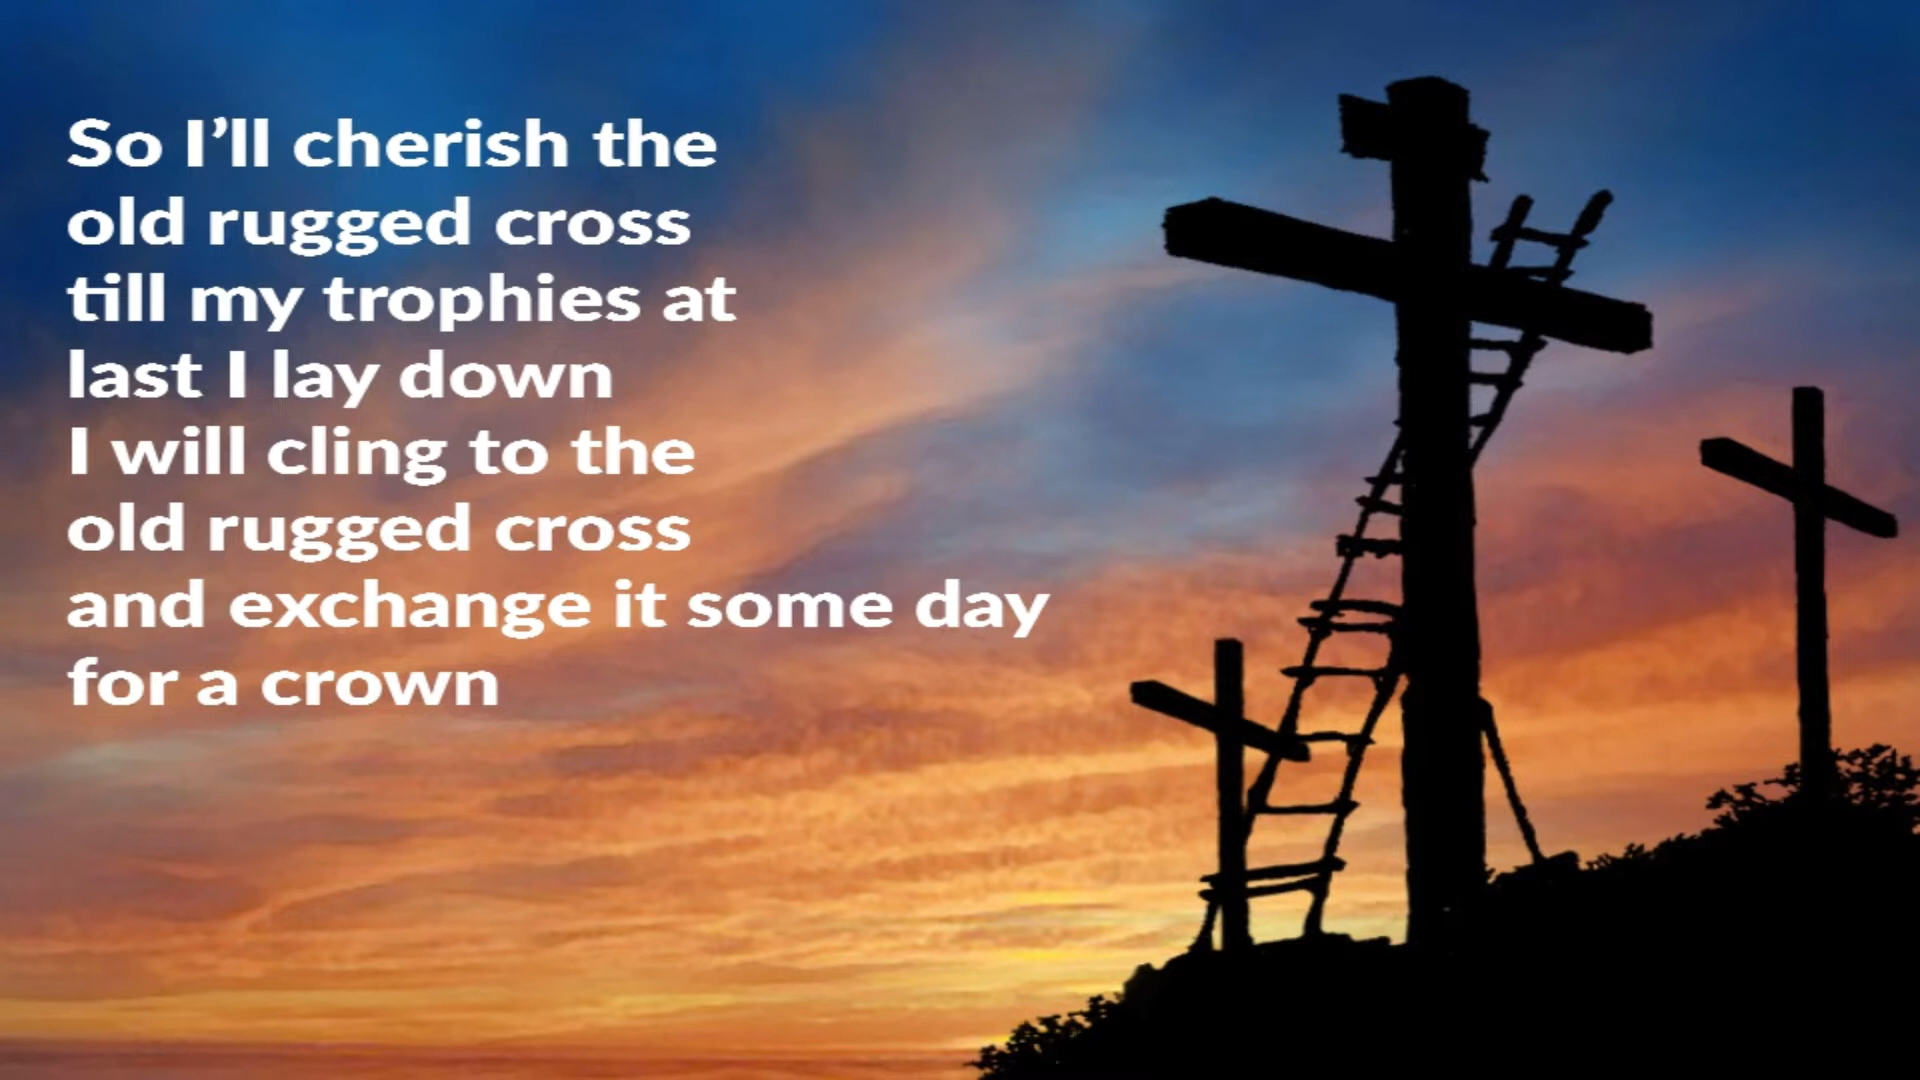 So I’ll cherish the
old rugged cross
till my trophies at
last I lay down
I will cling to the
old rugged cross
and exchange it some day
for a crown